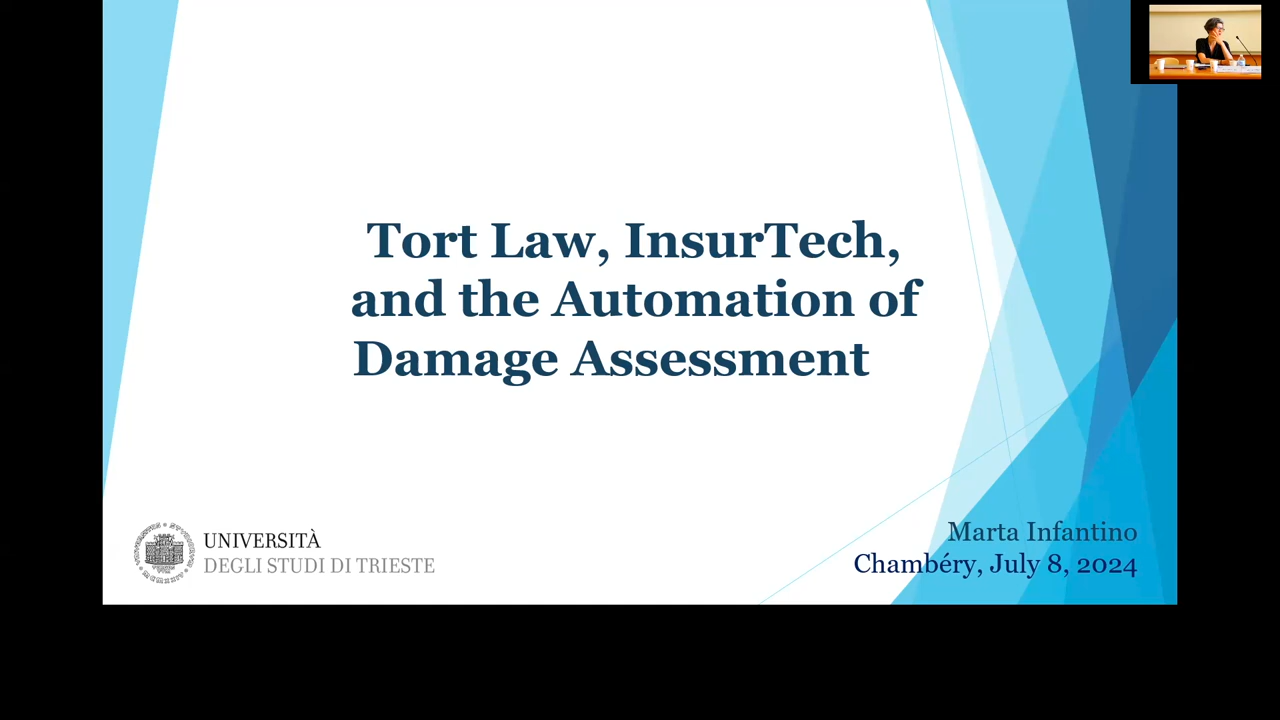 Tort Law, InsurTech,
and the Automation of
Damage Assessment
UNIVERSITÀ
DEGLI STUDI DI TRIESTE
Marta Infantino
Chambéry, July 8, 2024